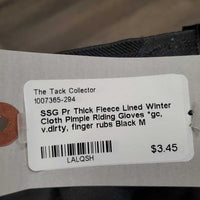 The Tack Collector
1007365-294
SSG Pr Thick Fleece Lined Winter
Cloth Pimple Riding Gloves *gc,
v.dirty, finger rubs Black M
LALQSH
$3.45